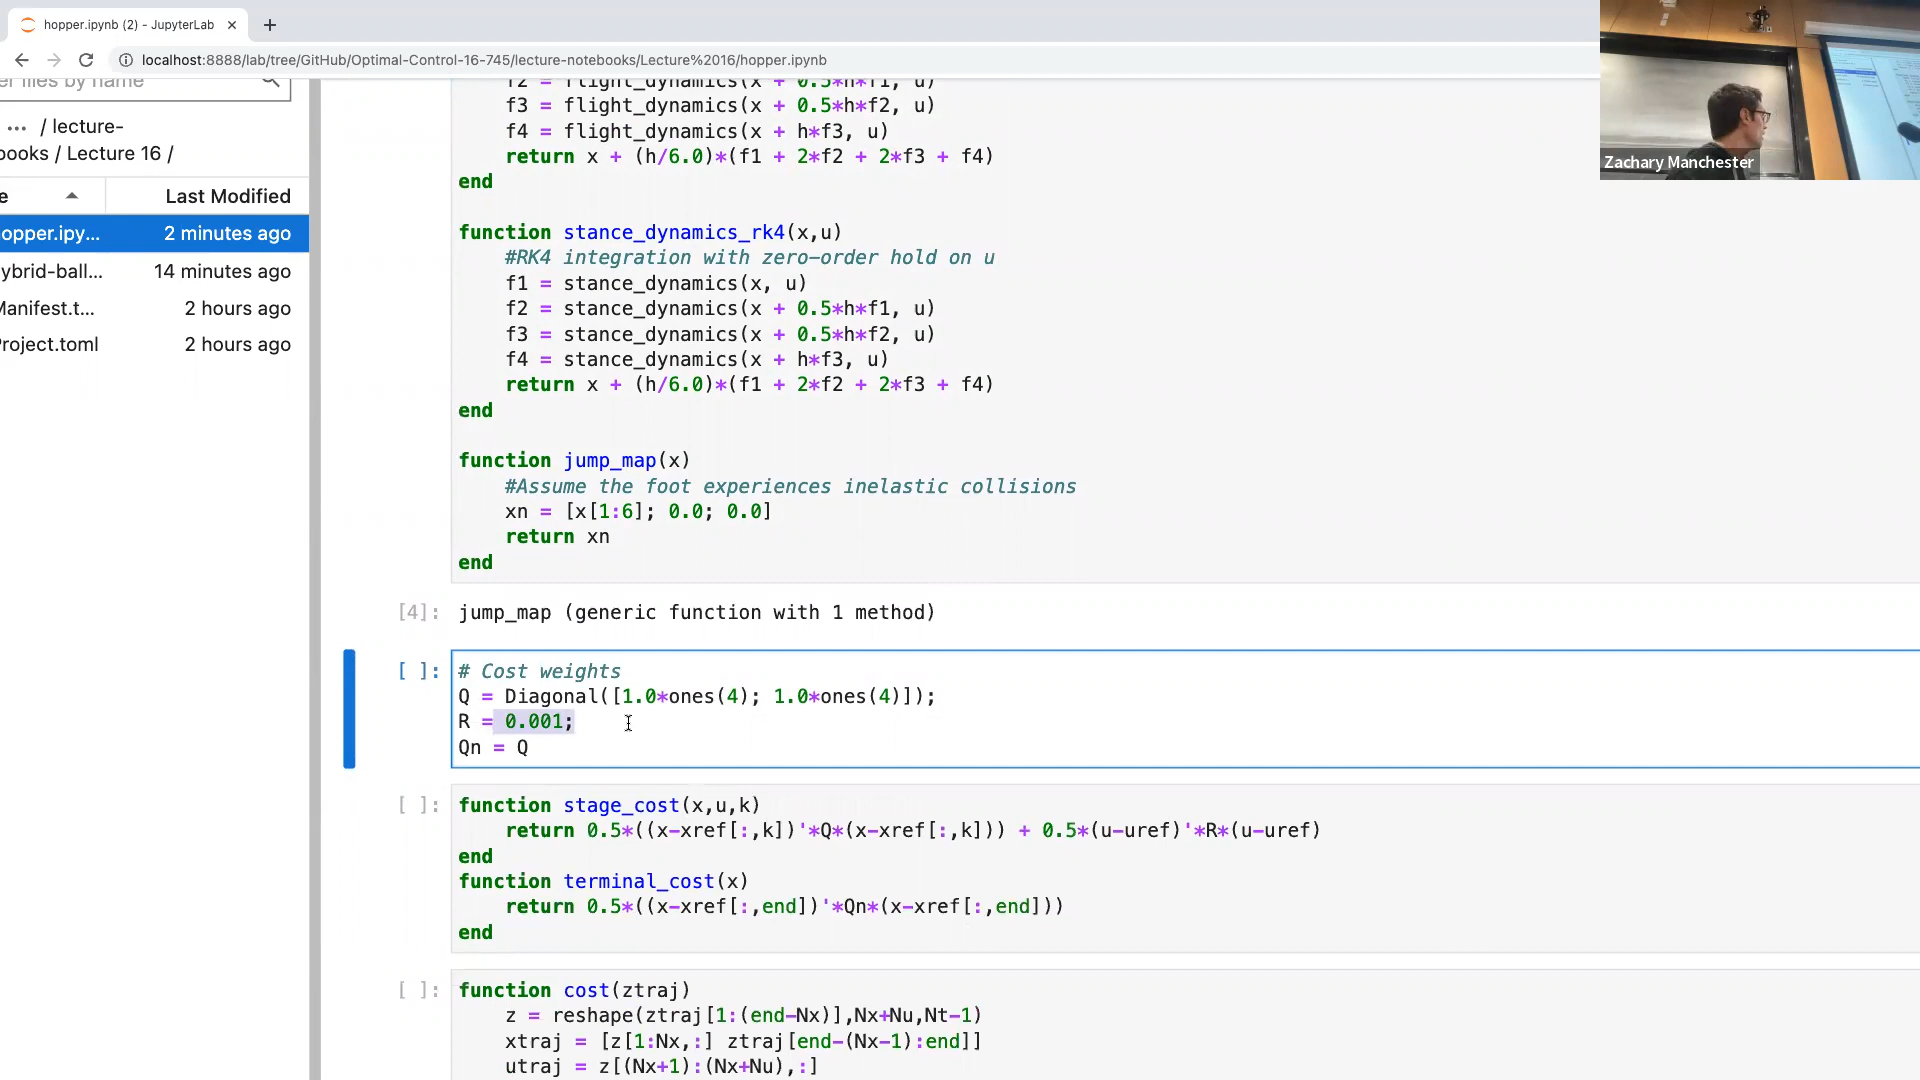 hopper.ipynb (2) - JupyterLab
localhost:8888/lab/tree/GitHub/Optimal-Control-16-745/lecture-notebooks/Lecture%2016/hopper.ipynb
Zachary Manchester
er files by name
... / lecture-
books / Lecture 16 /
e Last Modified
opper.ipy... 2 minutes ago
ybrid-ball... 14 minutes ago
Manifest.t... 2 hours ago
Project.toml 2 hours ago
f2 = flight_dynamics(x + 0.5*h*f1, u)
f3 = flight_dynamics(x + 0.5*h*f2, u)
f4 = flight_dynamics(x + h*f3, u)
return x + (h/6.0)*(f1 + 2*f2 + 2*f3 + f4)
end
function stance_dynamics_rk4(x,u)
#RK4 integration with zero-order hold on u
f1 = stance_dynamics(x, u)
f2 = stance_dynamics(x + 0.5*h*f1, u)
f3 = stance_dynamics(x + 0.5*h*f2, u)
f4 = stance_dynamics(x + h*f3, u)
return x + (h/6.0)*(f1 + 2*f2 + 2*f3 + f4)
end
function jump_map(x)
#Assume the foot experiences inelastic collisions
xn = [x[1:6]; 0.0; 0.0]
return xn
end
[4]: jump_map (generic function with 1 method)
[ ]: # Cost weights
Q = Diagonal([1.0*ones(4); 1.0*ones(4)]);
R = 0.001;
Qn = Q
[ ]: function stage_cost(x,u,k)
return 0.5*((x-xref[:,k])'*Q*(x-xref[:,k])) + 0.5*(u-uref)'*R*(u-uref)
end
function terminal_cost(x)
return 0.5*((x-xref[:,end])'*Qn*(x-xref[:,end]))
end
[ ]: function cost(ztraj)
z = reshape(ztraj[1:(end-Nx)],Nx+Nu,Nt-1)
xtraj = [z[1:Nx,:] ztraj[end-(Nx-1):end]]
utraj = z[(Nx+1):(Nx+Nu),:]